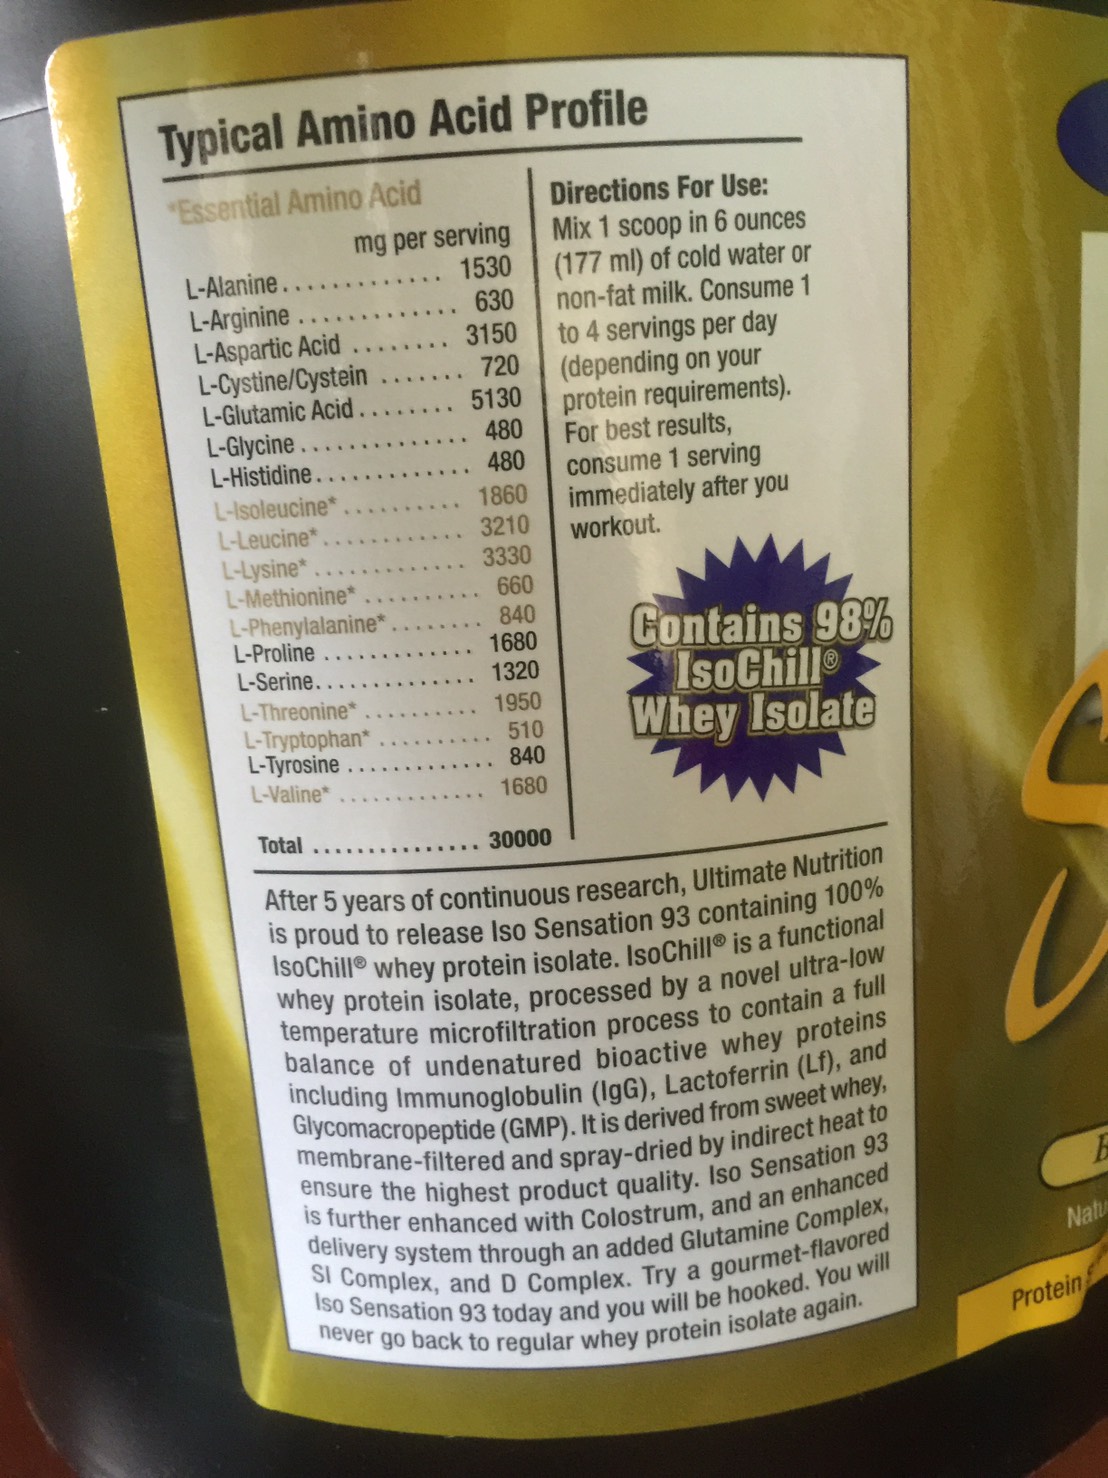 Typical Amino Acid Profile
*Essential Amino Acid
mg per serving
L-Alanine ............. 1530
L-Arginine ............. 630
L-Aspartic Acid ........ 3150
L-Cystine/Cystein ....... 720
L-Glutamic Acid ........ 5130
L-Glycine .............. 480
L-Histidine ............. 480
L-Isoleucine* .......... 1860
L-Leucine* ............ 3210
L-Lysine* ............. 3330
L-Methionine* .......... 660
L-Phenylalanine* ........ 840
L-Proline ............. 1680
L-Serine .............. 1320
L-Threonine* .......... 1950
L-Tryptophan* .......... 510
L-Tyrosine ............. 840
L-Valine* ............. 1680
Total ............... 30000
Directions For Use:
Mix 1 scoop in 6 ounces
(177 ml) of cold water or
non-fat milk. Consume 1
to 4 servings per day
(depending on your
protein requirements).
For best results,
consume 1 serving
immediately after you
workout.
Contains 98%
IsoChill®
Whey Isolate
After 5 years of continuous research, Ultimate Nutrition
is proud to release Iso Sensation 93 containing 100%
IsoChill® whey protein isolate. IsoChill® is a functional
whey protein isolate, processed by a novel ultra-low
temperature microfiltration process to contain a full
balance of undenatured bioactive whey proteins
including Immunoglobulin (IgG), Lactoferrin (Lf), and
Glycomacropeptide (GMP). It is derived from sweet whey,
membrane-filtered and spray-dried by indirect heat to
ensure the highest product quality. Iso Sensation 93
is further enhanced with Colostrum, and an enhanced
delivery system through an added Glutamine Complex,
SI Complex, and D Complex. Try a gourmet-flavored
Iso Sensation 93 today and you will be hooked. You will
never go back to regular whey protein isolate again.
Protein